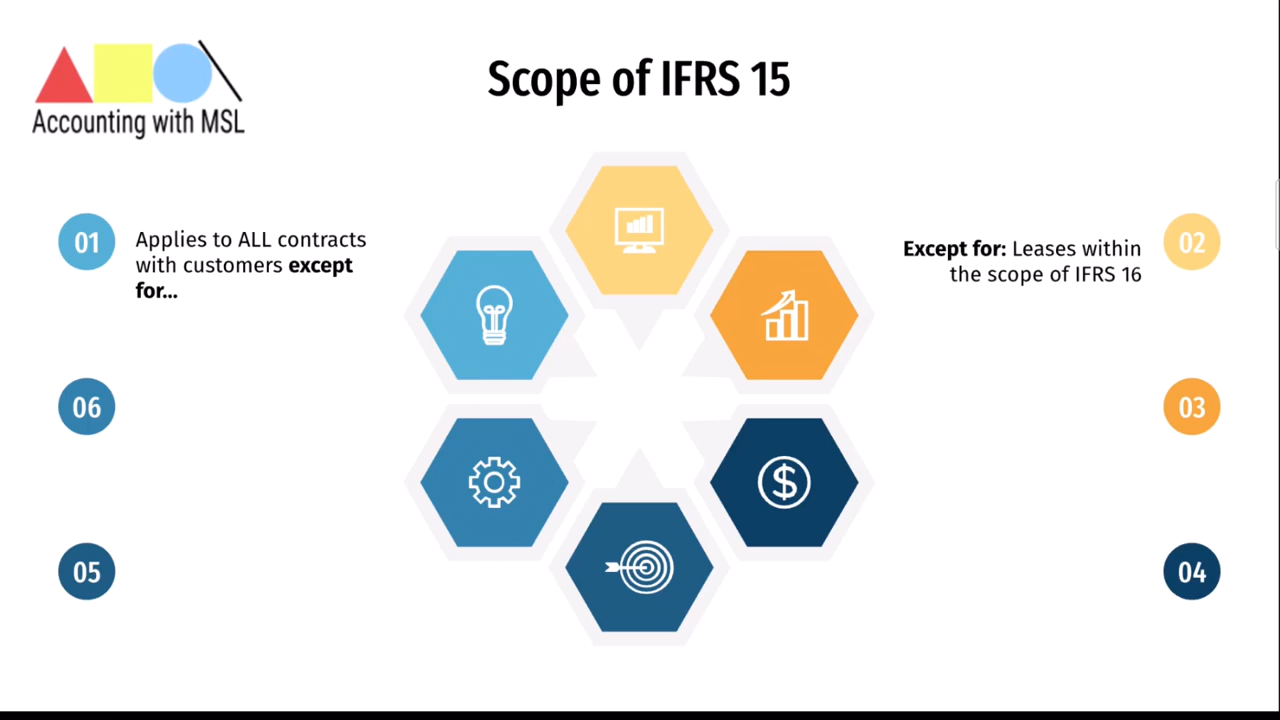 Accounting with MSL
Scope of IFRS 15
01
Applies to ALL contracts
with customers except
for...
02
Except for: Leases within
the scope of IFRS 16
03
04
05
06
$